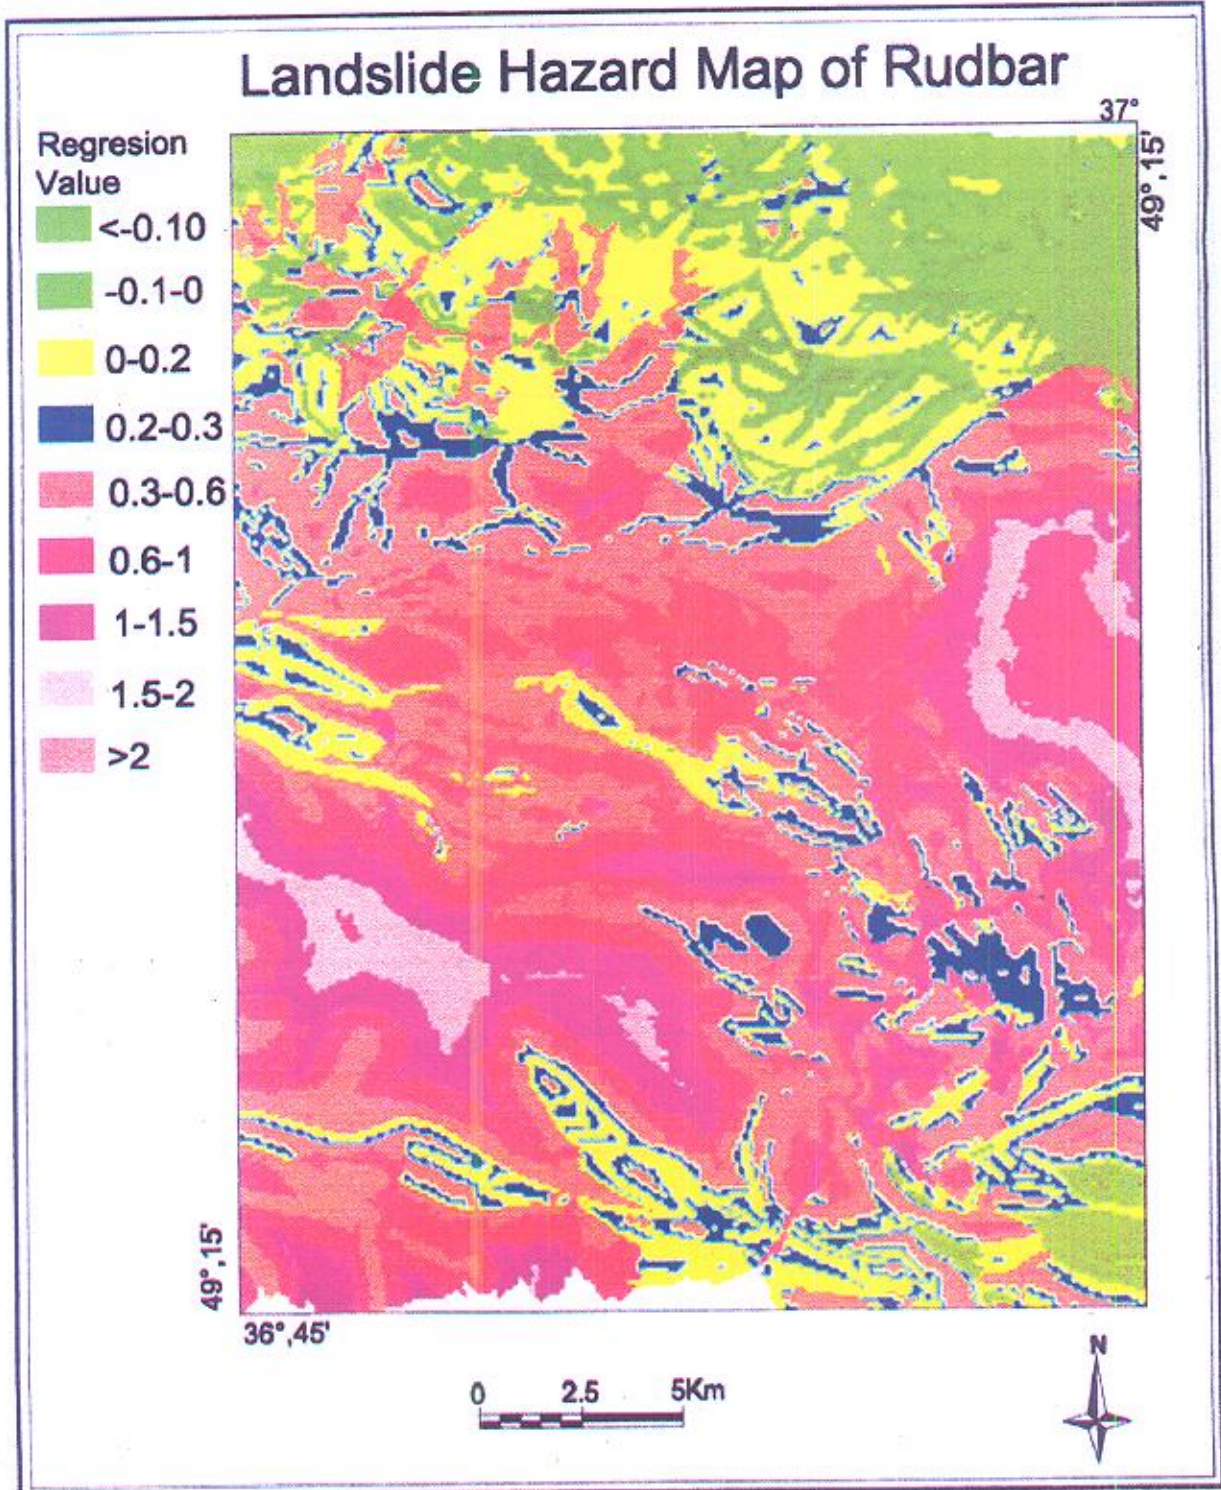 Landslide Hazard Map of Rudbar
37°
49°,15'
Regresion
Value
<-0.10
-0.1-0
0-0.2
0.2-0.3
0.3-0.6
0.6-1
1-1.5
1.5-2
>2
49°,15'
36°,45'
N
0 2.5 5Km